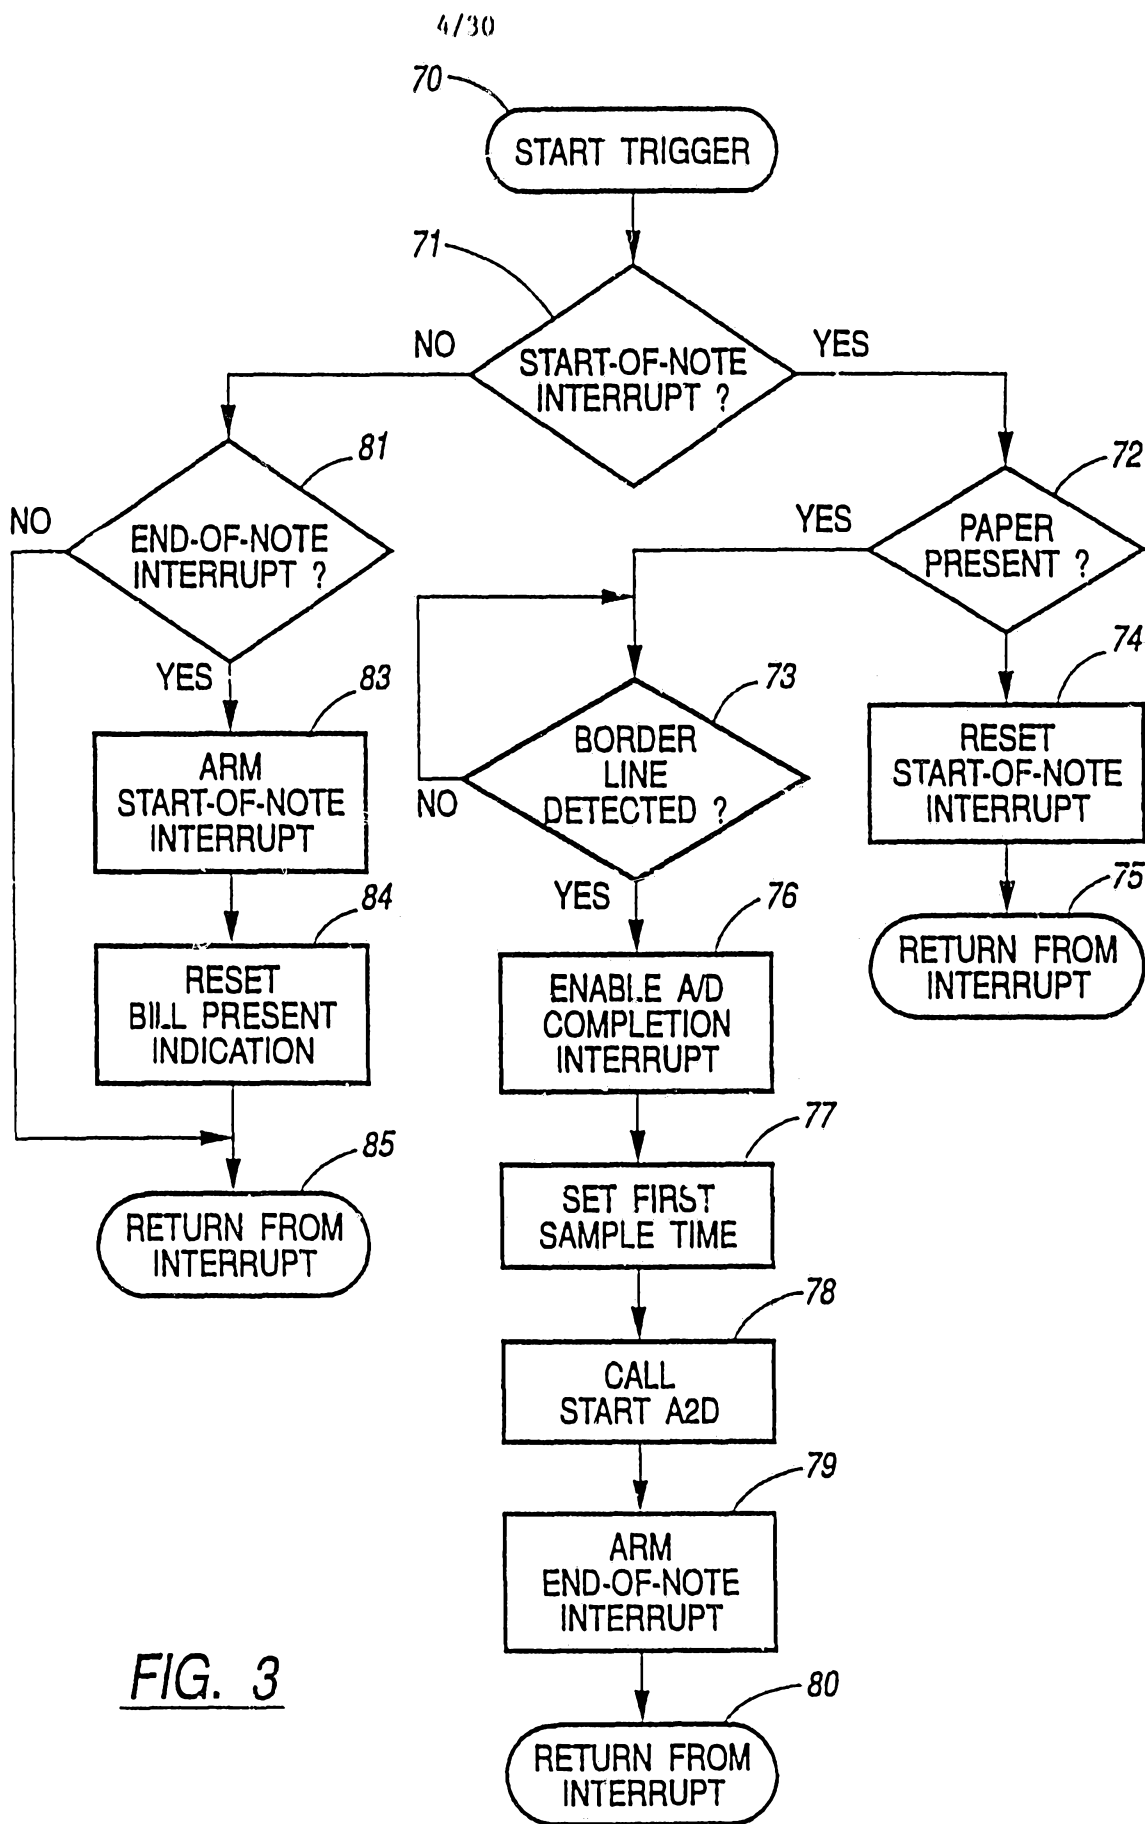 4/30
70
START TRIGGER
71
NO
START-OF-NOTE
INTERRUPT ?
YES
81
NO
END-OF-NOTE
INTERRUPT ?
72
YES
PAPER
PRESENT ?
YES
83
ARM
START-OF-NOTE
INTERRUPT
73
BORDER
LINE
DETECTED ?
NO
74
RESET
START-OF-NOTE
INTERRUPT
YES
84
RESET
BILL PRESENT
INDICATION
76
ENABLE A/D
COMPLETION
INTERRUPT
75
RETURN FROM
INTERRUPT
85
RETURN FROM
INTERRUPT
77
SET FIRST
SAMPLE TIME
78
CALL
START A2D
79
ARM
END-OF-NOTE
INTERRUPT
80
RETURN FROM
INTERRUPT
FIG. 3